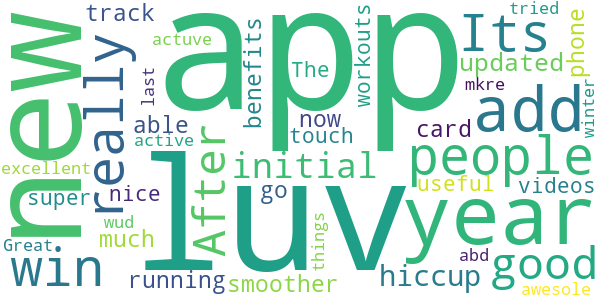 new
app
luv
year
Its
add
people
win
really
After
initial
good
track
actuve
last
able
active
benefits
The
workouts
tried
updated
phone
mkre
winter
now
touch
card
excellent
super
nice
go
useful
videos
Great
wud
much
running
things
smoother
hiccup
abd
awesole